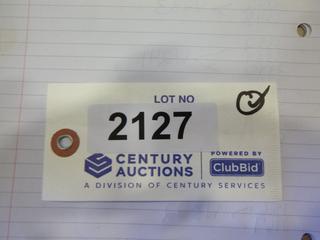 LOT NO
2127
CENTURY AUCTIONS
POWERED BY
ClubBid
A DIVISION OF CENTURY SERVICES